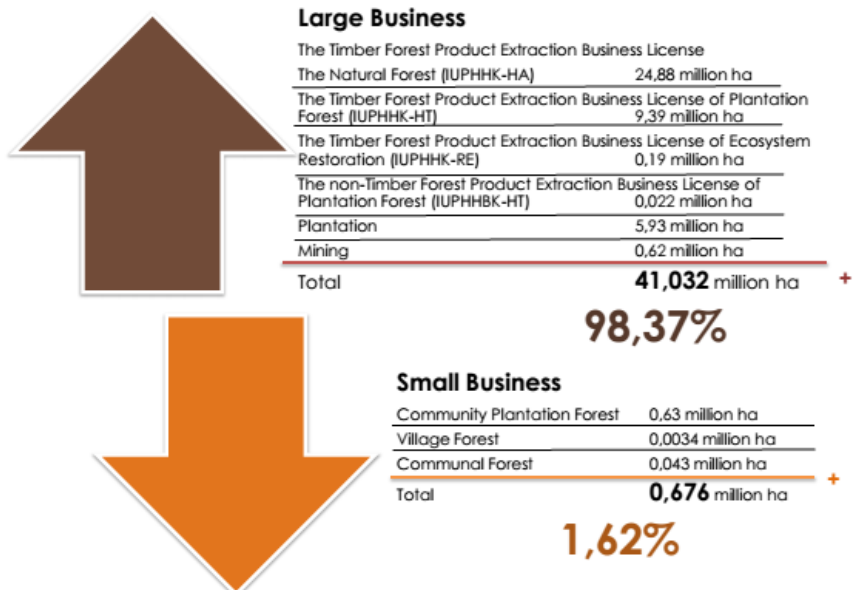 Large Business
The Timber Forest Product Extraction Business License
The Natural Forest (IUPHHK-HA) 24,88 million ha
The Timber Forest Product Extraction Business License of Plantation
Forest (IUPHHK-HT) 9,39 million ha
The Timber Forest Product Extraction Business License of Ecosystem
Restoration (IUPHHK-RE) 0,19 million ha
The non-Timber Forest Product Extraction Business License of
Plantation Forest (IUPHHBK-HT) 0,022 million ha
Plantation 5,93 million ha
Mining 0,62 million ha
+
Total 41,032 million ha
98,37%
Small Business
Community Plantation Forest 0,63 million ha
Village Forest 0,0034 million ha
Communal Forest 0,043 million ha
+
Total 0,676 million ha
1,62%